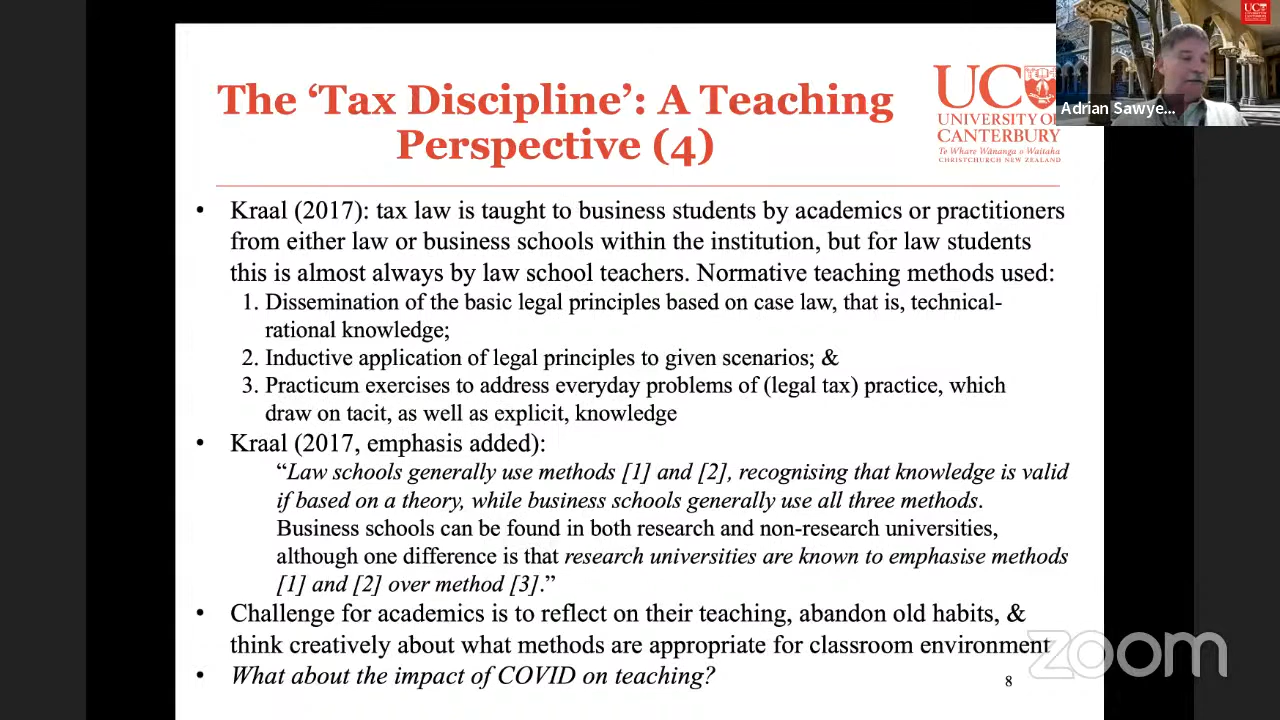 The ‘Tax Discipline’: A Teaching
Perspective (4)
UC
UNIVERSITY OF
CANTERBURY
Te Whare Wānanga o Waitaha
CHRISTCHURCH NEW ZEALAND
UC
Adrian Sawye...
• Kraal (2017): tax law is taught to business students by academics or practitioners
from either law or business schools within the institution, but for law students
this is almost always by law school teachers. Normative teaching methods used:
1. Dissemination of the basic legal principles based on case law, that is, technical-
rational knowledge;
2. Inductive application of legal principles to given scenarios; &
3. Practicum exercises to address everyday problems of (legal tax) practice, which
draw on tacit, as well as explicit, knowledge
• Kraal (2017, emphasis added):
“Law schools generally use methods [1] and [2], recognising that knowledge is valid
if based on a theory, while business schools generally use all three methods.
Business schools can be found in both research and non-research universities,
although one difference is that research universities are known to emphasise methods
[1] and [2] over method [3].”
• Challenge for academics is to reflect on their teaching, abandon old habits, &
think creatively about what methods are appropriate for classroom environment
• What about the impact of COVID on teaching?
8
zoom